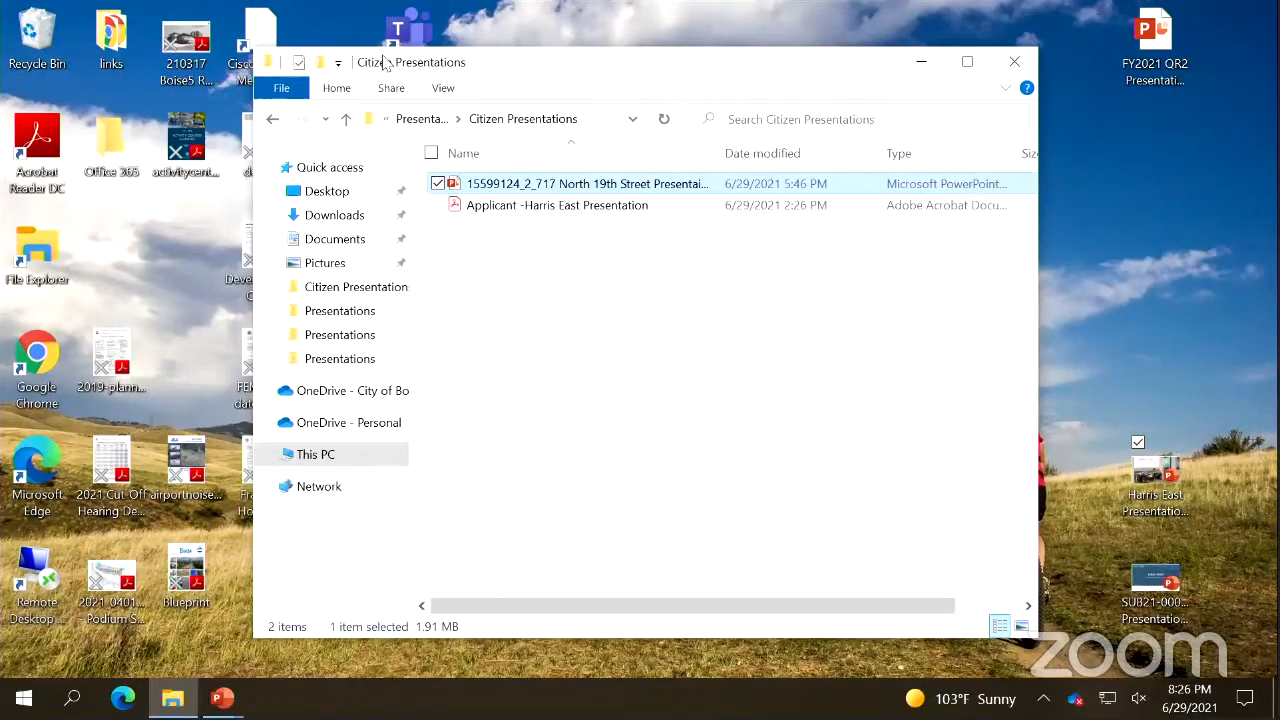 Recycle Bin
links
210317
Boise5 R...
Cisco
Me
T
FY2021 QR2
Presentati...
Citizen Presentations
File
Home
Share
View
Presenta...
Citizen Presentations
Search Citizen Presentations
Name
Date modified
Type
15599124_2_717 North 19th Street Presentai...
6/29/2021 5:46 PM
Microsoft PowerPoint...
Applicant -Harris East Presentation
6/29/2021 2:26 PM
Adobe Acrobat Docu...
Quick access
Desktop
Downloads
Documents
Pictures
Citizen Presentations
Presentations
Presentations
Presentations
OneDrive - City of Bo
OneDrive - Personal
This PC
Network
2 items
1 item selected
1.91 MB
Acrobat
Reader DC
Office 365
activitycent...
File Explorer
Google
Chrome
2019-plann...
Microsoft
Edge
2021 Cut-Off
Hearing De...
airportnoise...
Remote
Desktop...
2021-0401...
- Podium S...
Boise
Blueprint
Harris East
Presentatio...
SUB21-000...
Presentatio...
zoom
103°F Sunny
8:26 PM
6/29/2021